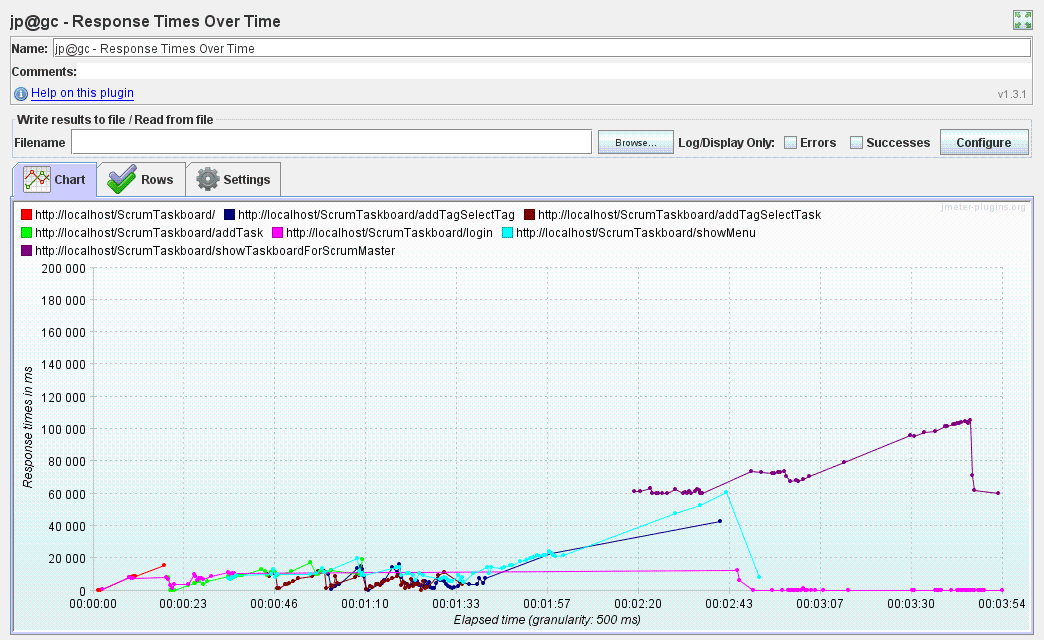 jp@gc - Response Times Over Time
Name: jp@gc - Response Times Over Time
Comments:
Help on this plugin
v1.3.1
Write results to file / Read from file
Filename Browse... Log/Display Only: Errors Successes Configure
Chart Rows Settings
jmeter-plugins.org
http://localhost/ScrumTaskboard/ http://localhost/ScrumTaskboard/addTagSelectTag http://localhost/ScrumTaskboard/addTagSelectTask
http://localhost/ScrumTaskboard/addTask http://localhost/ScrumTaskboard/login http://localhost/ScrumTaskboard/showMenu
http://localhost/ScrumTaskboard/showTaskboardForScrumMaster
200 000
180 000
160 000
140 000
120 000
100 000
80 000
60 000
40 000
20 000
0
Response times in ms
00:00:00 00:00:23 00:00:46 00:01:10 00:01:33 00:01:57 00:02:20 00:02:43 00:03:07 00:03:30 00:03:54
Elapsed time (granularity: 500 ms)